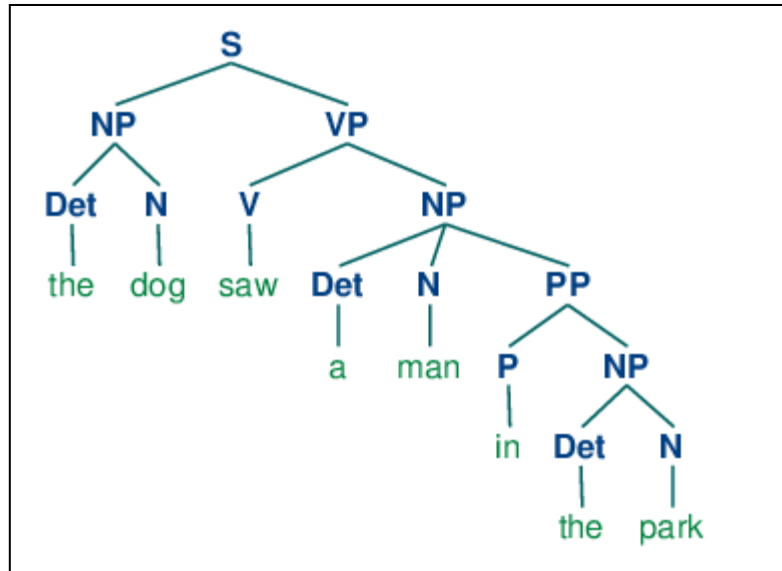 S
NP VP
Det N V NP
the dog saw Det N PP
a man P NP
in Det N
the park